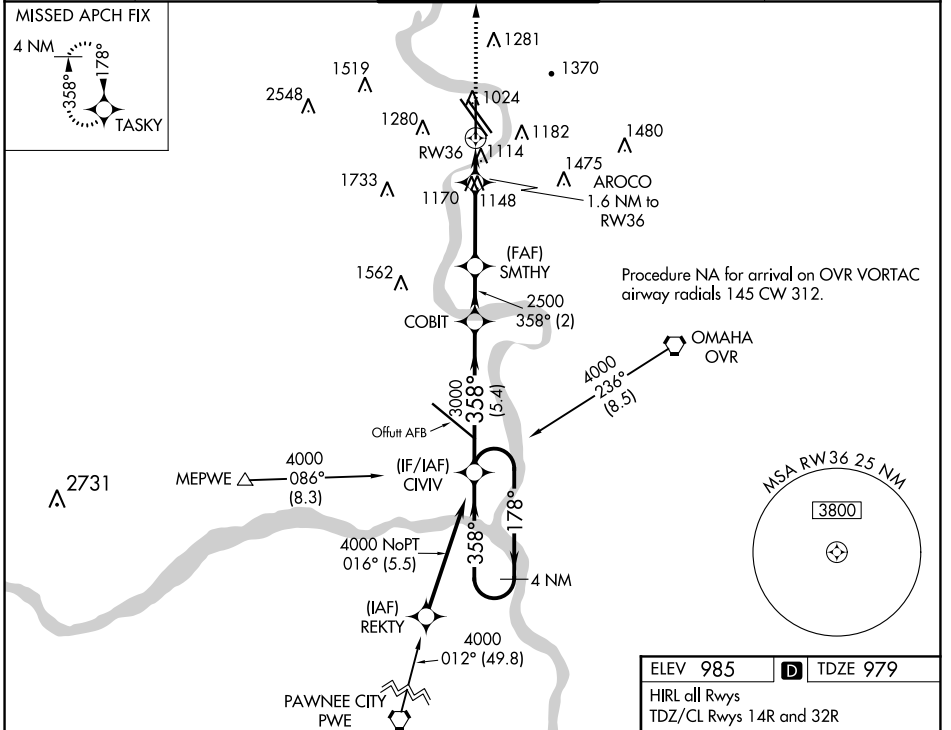 MISSED APCH FIX
4 NM
358°
178°
TASKY
1281
1370
1519
2548
1024
1280
1182
1480
RW36
1114
1475
1733
1170
1148
AROCO
1.6 NM to
RW36
(FAF)
SMTHY
1562
2500
358° (2)
COBIT
Procedure NA for arrival on OVR VORTAC
airway radials 145 CW 312.
OMAHA
OVR
4000
236°
(8.5)
3000
358°
(5.4)
Offutt AFB
2731
MEPWE
4000
086°
(8.3)
(IF/IAF)
CIVIV
MSA RW36 25 NM
3800
4000 NoPT
016° (5.5)
358°
178°
4 NM
(IAF)
REKTY
4000
012° (49.8)
PAWNEE CITY
PWE
ELEV 985
D
TDZE 979
HIRL all Rwys
TDZ/CL Rwys 14R and 32R